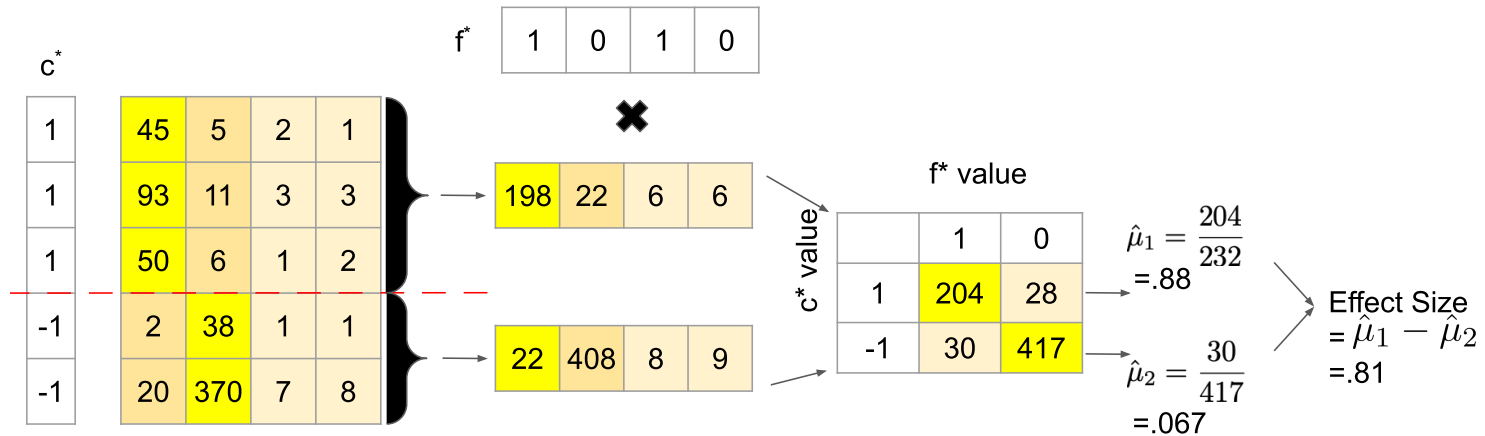 f* 1 0 1 0
c*
1 45 5 2 1
1 93 11 3 3
1 50 6 1 2
-1 2 38 1 1
-1 20 370 7 8
✖
198 22 6 6
22 408 8 9
f* value
c* value
1 0
1 204 28
-1 30 417
μ̂₁ = 204/232
=.88
μ̂₂ = 30/417
=.067
Effect Size
= μ̂₁ − μ̂₂
=.81